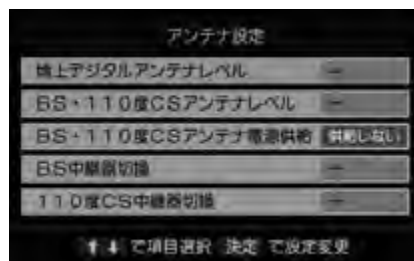 アンテナ設定
地上デジタルアンテナレベル ー
BS・110度CSアンテナレベル ー
BS・110度CSアンテナ電源供給 供給しない
BS中継器切換 ー
110度CS中継器切換 ー
↑↓で項目選択 決定で設定変更